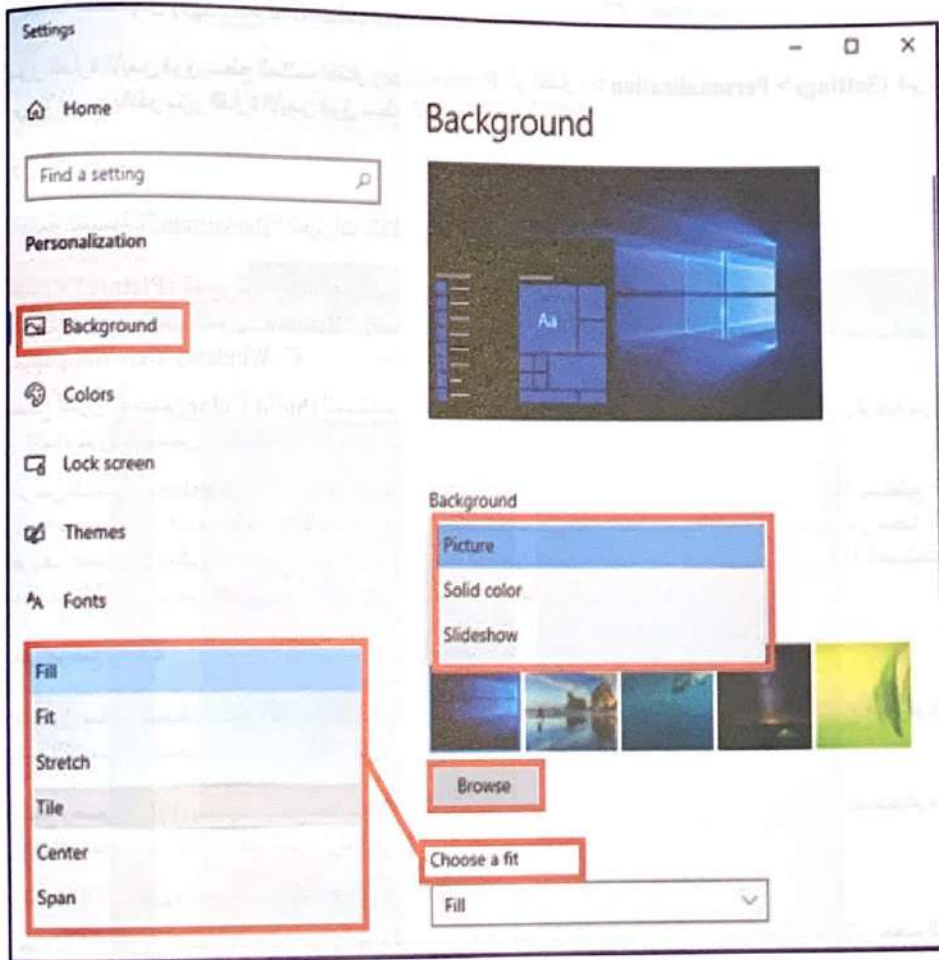 Settings
Home
Background
Find a setting
Personalization
Background
Colors
Lock screen
Themes
Fonts
Aa
Background
Picture
Solid color
Slideshow
Browse
Choose a fit
Fill
Fill
Fit
Stretch
Tile
Center
Span